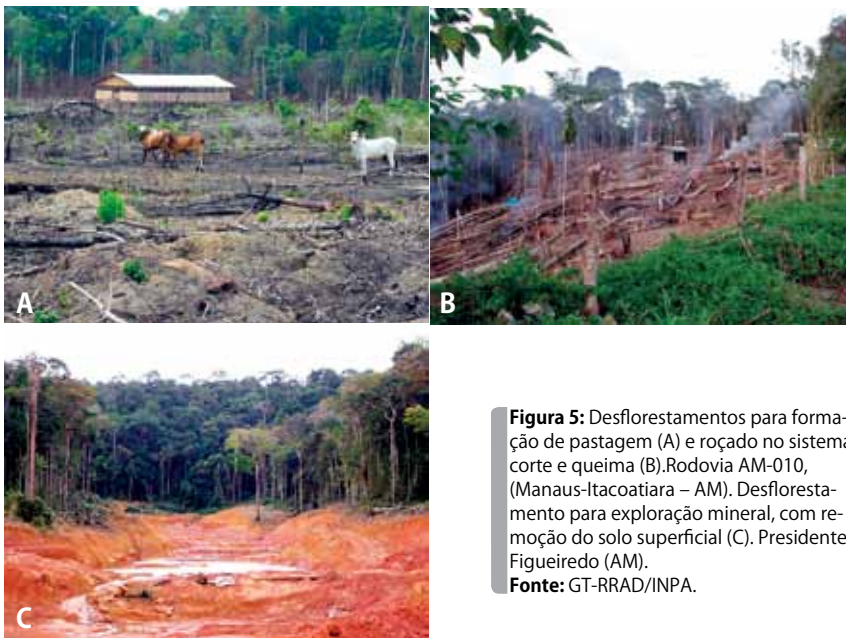 A
B
C
Figura 5: Desflorestamentos para forma-
ção de pastagem (A) e roçado no sistema
corte e queima (B).Rodovia AM-010,
(Manaus-Itacoatiara – AM). Desfloresta-
mento para exploração mineral, com re-
moção do solo superficial (C). Presidente
Figueiredo (AM).
Fonte: GT-RRAD/INPA.